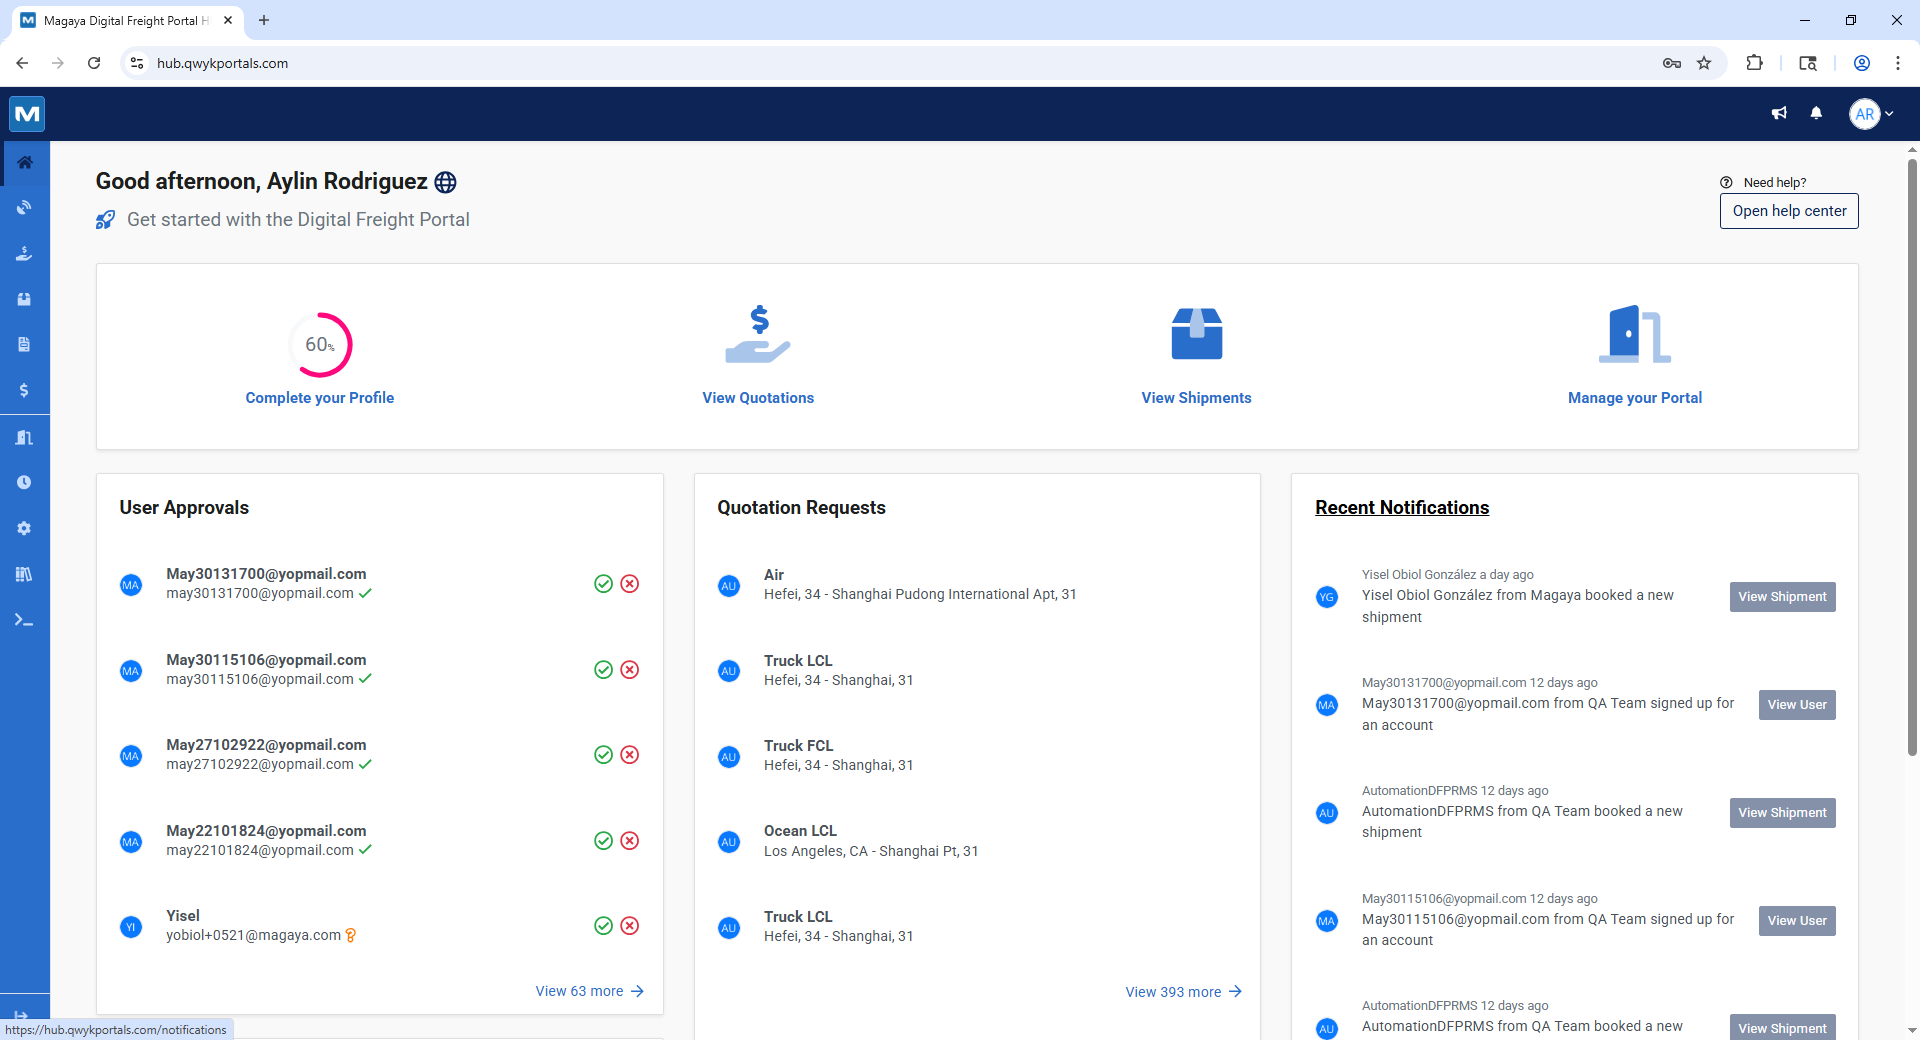 Magaya Digital Freight Portal H
hub.qwykportals.com
M
AR
Good afternoon, Aylin Rodriguez
Get started with the Digital Freight Portal
Need help?
Open help center
60%
Complete your Profile
View Quotations
View Shipments
Manage your Portal
User Approvals
MA
May30131700@yopmail.com
may30131700@yopmail.com
MA
May30115106@yopmail.com
may30115106@yopmail.com
MA
May27102922@yopmail.com
may27102922@yopmail.com
MA
May22101824@yopmail.com
may22101824@yopmail.com
YI
Yisel
yobiol+0521@magaya.com
View 63 more
Quotation Requests
AU
Air
Hefei, 34 - Shanghai Pudong International Apt, 31
AU
Truck LCL
Hefei, 34 - Shanghai, 31
AU
Truck FCL
Hefei, 34 - Shanghai, 31
AU
Ocean LCL
Los Angeles, CA - Shanghai Pt, 31
AU
Truck LCL
Hefei, 34 - Shanghai, 31
View 393 more
Recent Notifications
YG
Yisel Obiol González a day ago
Yisel Obiol González from Magaya booked a new
shipment
View Shipment
MA
May30131700@yopmail.com 12 days ago
May30131700@yopmail.com from QA Team signed up for
an account
View User
AU
AutomationDFPRMS 12 days ago
AutomationDFPRMS from QA Team booked a new
shipment
View Shipment
MA
May30115106@yopmail.com 12 days ago
May30115106@yopmail.com from QA Team signed up for
an account
View User
AU
AutomationDFPRMS 12 days ago
AutomationDFPRMS from QA Team booked a new
View Shipment
https://hub.qwykportals.com/notifications